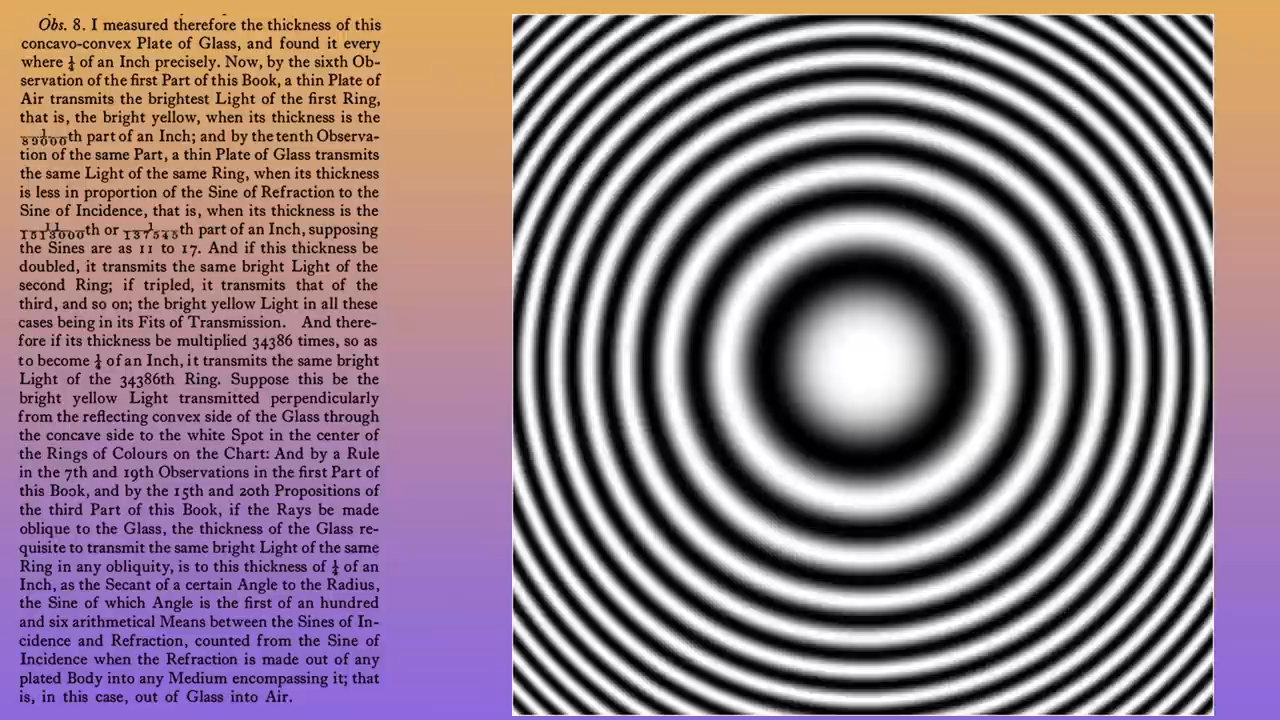 Obs. 8. I measured therefore the thickness of this
concavo-convex Plate of Glass, and found it every
where ¼ of an Inch precisely. Now, by the sixth Ob-
servation of the first Part of this Book, a thin Plate of
Air transmits the brightest Light of the first Ring,
that is, the bright yellow, when its thickness is the
1/89000th part of an Inch; and by the tenth Observa-
tion of the same Part, a thin Plate of Glass transmits
the same Light of the same Ring, when its thickness
is less in proportion of the Sine of Refraction to the
Sine of Incidence, that is, when its thickness is the
11/1513000th or 1/137545th part of an Inch, supposing
the Sines are as 11 to 17. And if this thickness be
doubled, it transmits the same bright Light of the
second Ring; if tripled, it transmits that of the
third, and so on; the bright yellow Light in all these
cases being in its Fits of Transmission. And there-
fore if its thickness be multiplied 34386 times, so as
to become ¼ of an Inch, it transmits the same bright
Light of the 34386th Ring. Suppose this be the
bright yellow Light transmitted perpendicularly
from the reflecting convex side of the Glass through
the concave side to the white Spot in the center of
the Rings of Colours on the Chart: And by a Rule
in the 7th and 19th Observations in the first Part of
this Book, and by the 15th and 20th Propositions of
the third Part of this Book, if the Rays be made
oblique to the Glass, the thickness of the Glass re-
quisite to transmit the same bright Light of the same
Ring in any obliquity, is to this thickness of ¼ of an
Inch, as the Secant of a certain Angle to the Radius,
the Sine of which Angle is the first of an hundred
and six arithmetical Means between the Sines of In-
cidence and Refraction, counted from the Sine of
Incidence when the Refraction is made out of any
plated Body into any Medium encompassing it; that
is, in this case, out of Glass into Air.